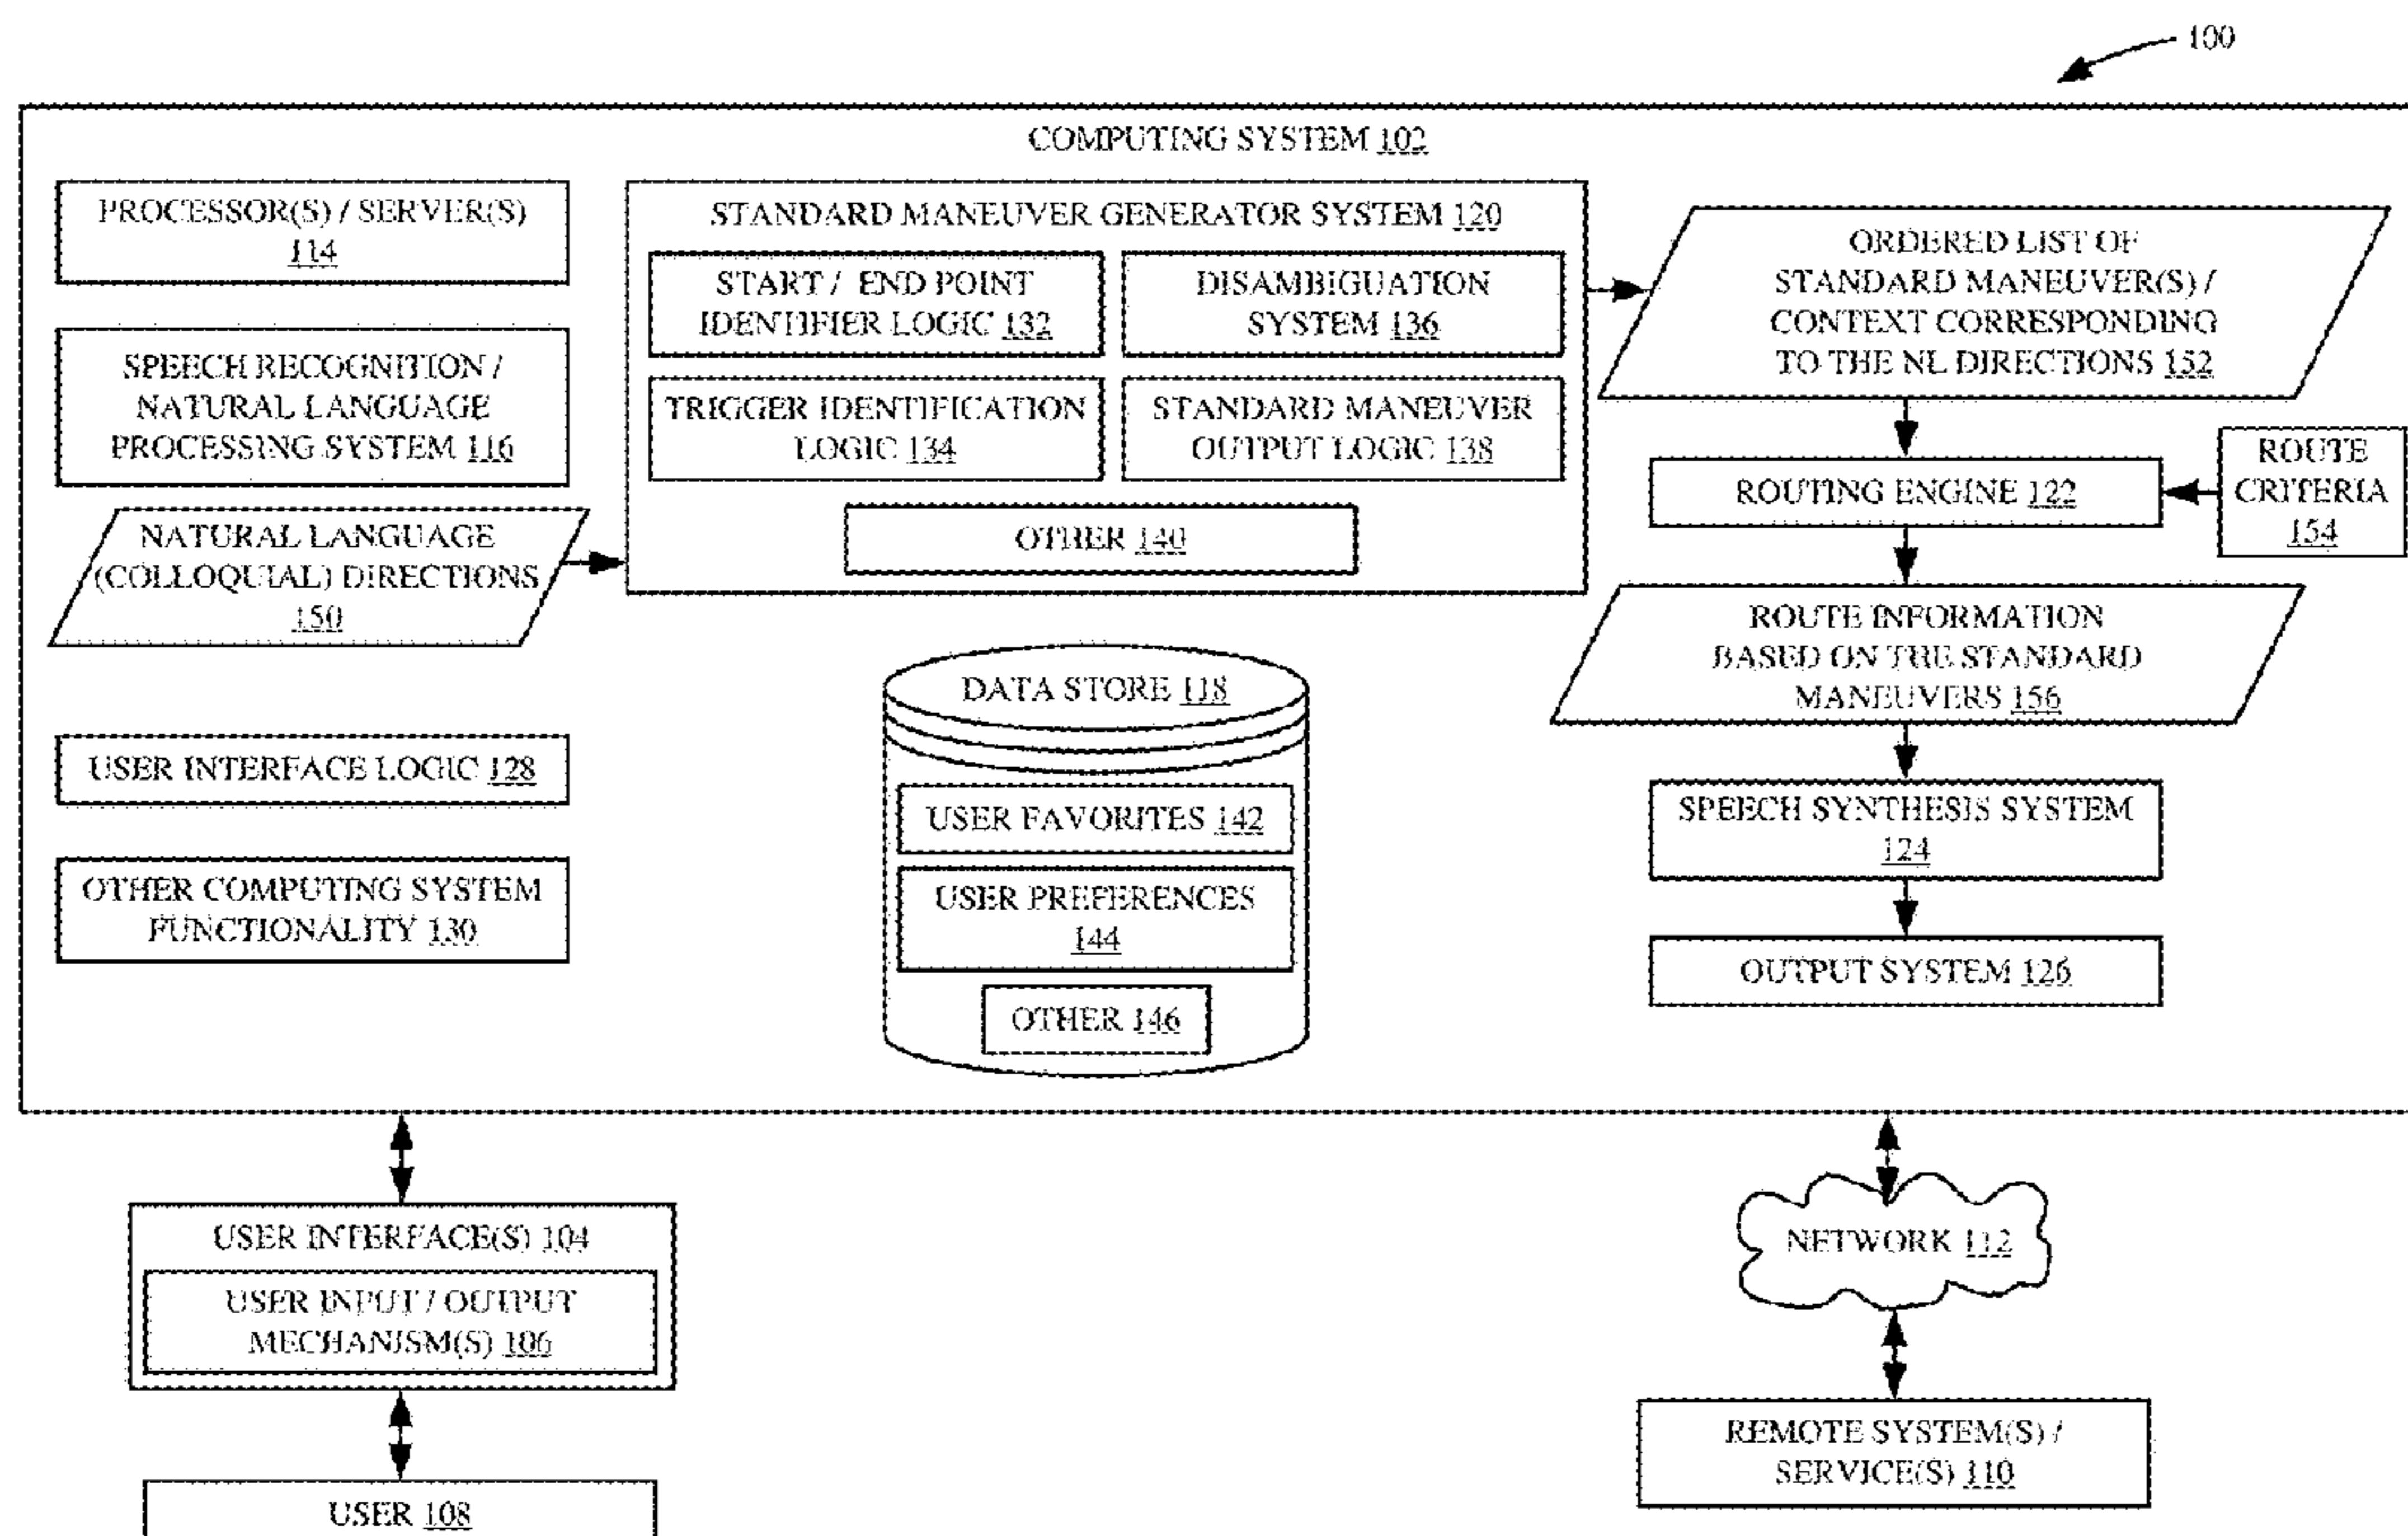 100
COMPUTING SYSTEM 102
PROCESSOR(S) / SERVER(S)
114
SPEECH RECOGNITION /
NATURAL LANGUAGE
PROCESSING SYSTEM 116
NATURAL LANGUAGE
(COLLOQUIAL) DIRECTIONS
150
USER INTERFACE LOGIC 128
OTHER COMPUTING SYSTEM
FUNCTIONALITY 130
STANDARD MANEUVER GENERATOR SYSTEM 120
START / END POINT
IDENTIFIER LOGIC 132
DISAMBIGUATION
SYSTEM 136
TRIGGER IDENTIFICATION
LOGIC 134
STANDARD MANEUVER
OUTPUT LOGIC 138
OTHER 140
DATA STORE 118
USER FAVORITES 142
USER PREFERENCES
144
OTHER 146
ORDERED LIST OF
STANDARD MANEUVER(S) /
CONTEXT CORRESPONDING
TO THE NL DIRECTIONS 152
ROUTING ENGINE 122
ROUTE
CRITERIA
154
ROUTE INFORMATION
BASED ON THE STANDARD
MANEUVERS 156
SPEECH SYNTHESIS SYSTEM
124
OUTPUT SYSTEM 126
USER INTERFACE(S) 104
USER INPUT / OUTPUT
MECHANISM(S) 106
USER 108
NETWORK 112
REMOTE SYSTEM(S) /
SERVICE(S) 110